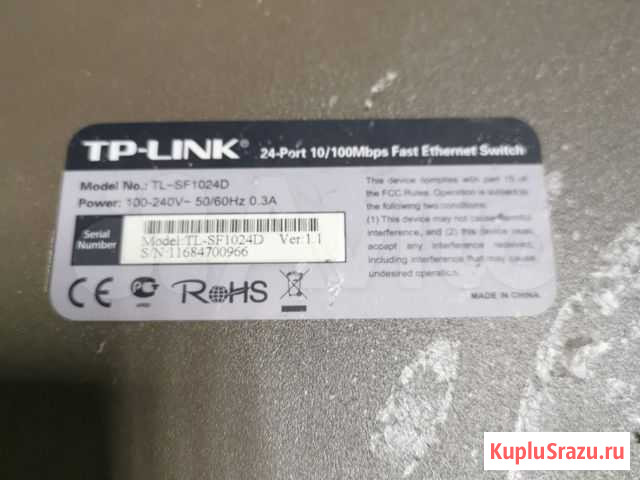 TP-LINK® 24-Port 10/100Mbps Fast Ethernet Switch
Model No.: TL-SF1024D
Power: 100-240V~ 50/60Hz 0.3A
Serial
Number
Model:TL-SF1024D Ver:1.1
S/N:11684700966
CE
RoHS
This device complies with part 15 of
the FCC Rules. Operation is subject to
the following two conditions:
(1) This device may not cause harmful
interference, and (2) this device must
accept any interference received,
including interference that may cause
undesired operation.
MADE IN CHINA
KupluSrazu.ru